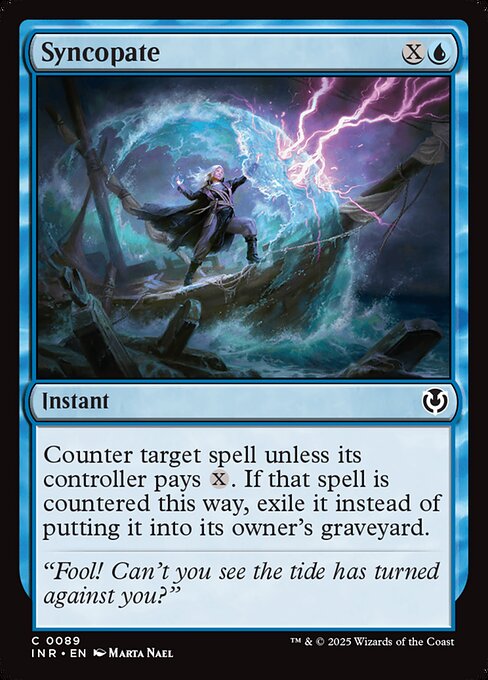 Syncopate X
Instant
Counter target spell unless its
controller pays X. If that spell is
countered this way, exile it instead of
putting it into its owner's graveyard.
“Fool! Can't you see the tide has turned
against you?”
C 0089
INR • EN Marta Nael
™ & © 2025 Wizards of the Coast